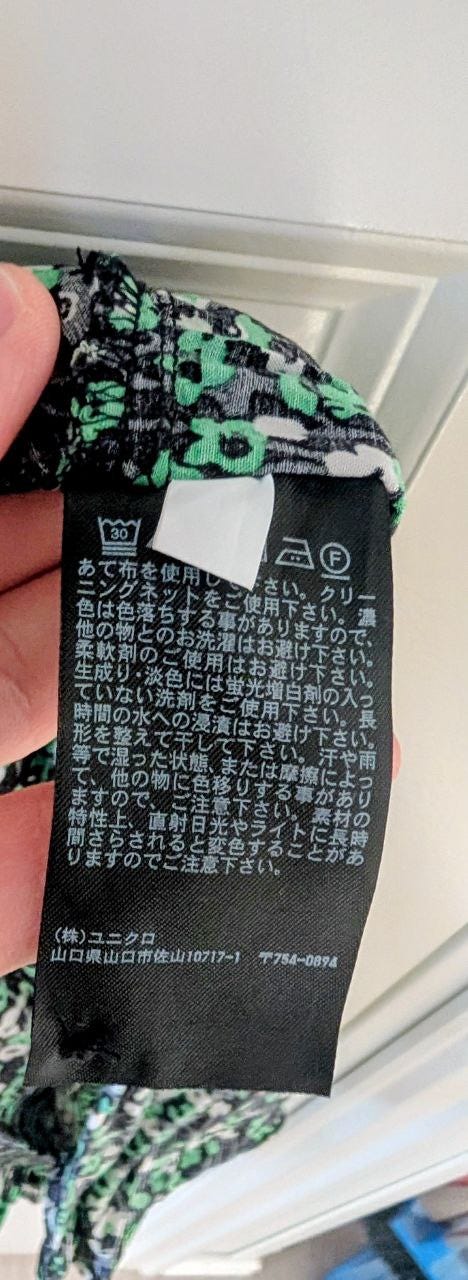 30 F
あて布を使用して下さい。クリー
ニングネットをご使用下さい。濃
色は色落ちする事がありますので、
他の物とのお洗濯はお避け下さい。
柔軟剤のご使用はお避け下さい。
生成り・淡色には蛍光増白剤の入っ
ていない洗剤をご使用下さい。長
時間の水への浸漬はお避け下さい。
形を整えて干して下さい。汗や雨
等で湿った状態、または摩擦によっ
て、他の物に色移りする事があり
ますので、ご注意下さい。素材の
特性上、直射日光やライトに長時
間さらされると変色することがあ
りますのでご注意下さい。
(株)ユニクロ
山口県山口市佐山10717-1 〒754-0894